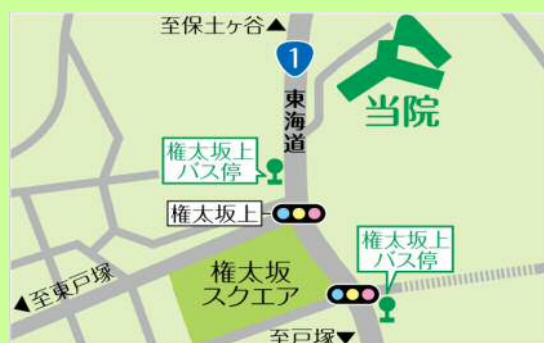 至保土ヶ谷▲
1
東海道
当院
権太坂上
バス停
権太坂上
権太坂上
バス停
権太坂
スクエア
◀至東戸塚
至戸塚▼